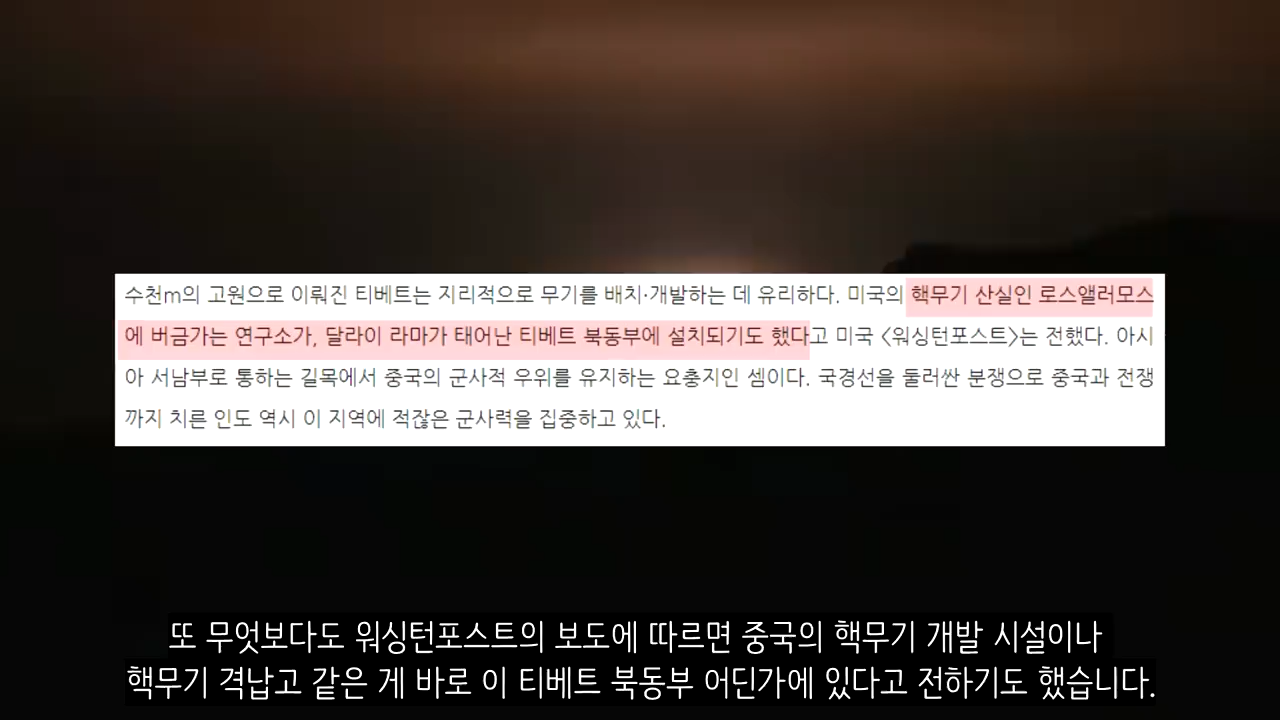 수천m의 고원으로 이뤄진 티베트는 지리적으로 무기를 배치·개발하는 데 유리하다. 미국의 핵무기 산실인 로스앨러모스
에 버금가는 연구소가, 달라이 라마가 태어난 티베트 북동부에 설치되기도 했다고 미국 〈워싱턴포스트〉는 전했다. 아시
아 서남부로 통하는 길목에서 중국의 군사적 우위를 유지하는 요충지인 셈이다. 국경선을 둘러싼 분쟁으로 중국과 전쟁
까지 치른 인도 역시 이 지역에 적잖은 군사력을 집중하고 있다.
또 무엇보다도 워싱턴포스트의 보도에 따르면 중국의 핵무기 개발 시설이나
핵무기 격납고 같은 게 바로 이 티베트 북동부 어딘가에 있다고 전하기도 했습니다.